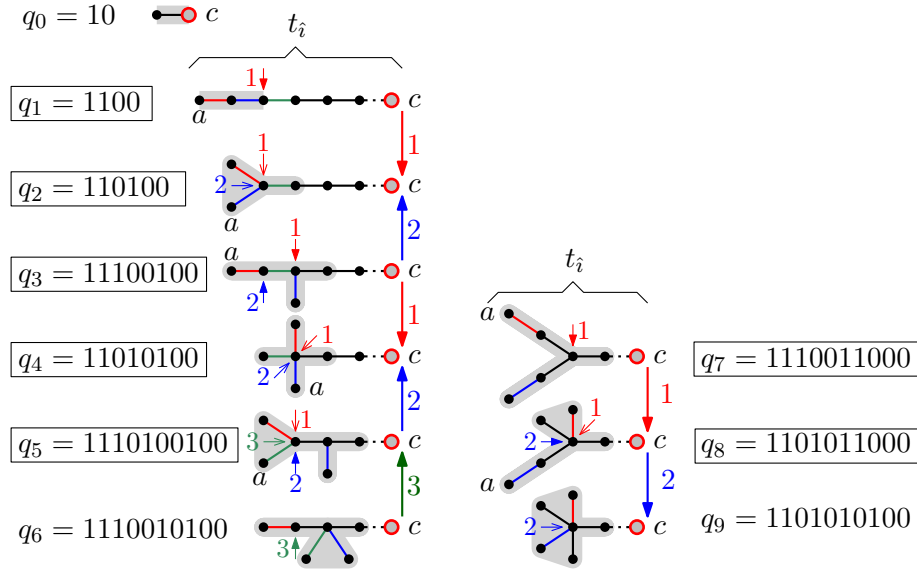 q₀ = 10 c
t_î
1
q₁ = 1100 a c
1
1
q₂ = 110100 2 c
a 2
a 1
q₃ = 11100100 c
2 1 t_î
a
1 1
q₄ = 11010100 2 c c q₇ = 1110011000
a 2 1
1 1
q₅ = 1110100100 3 c 2 c q₈ = 1101011000
a 2 a
3 2
q₆ = 1110010100 c 2 c q₉ = 1101010100
3